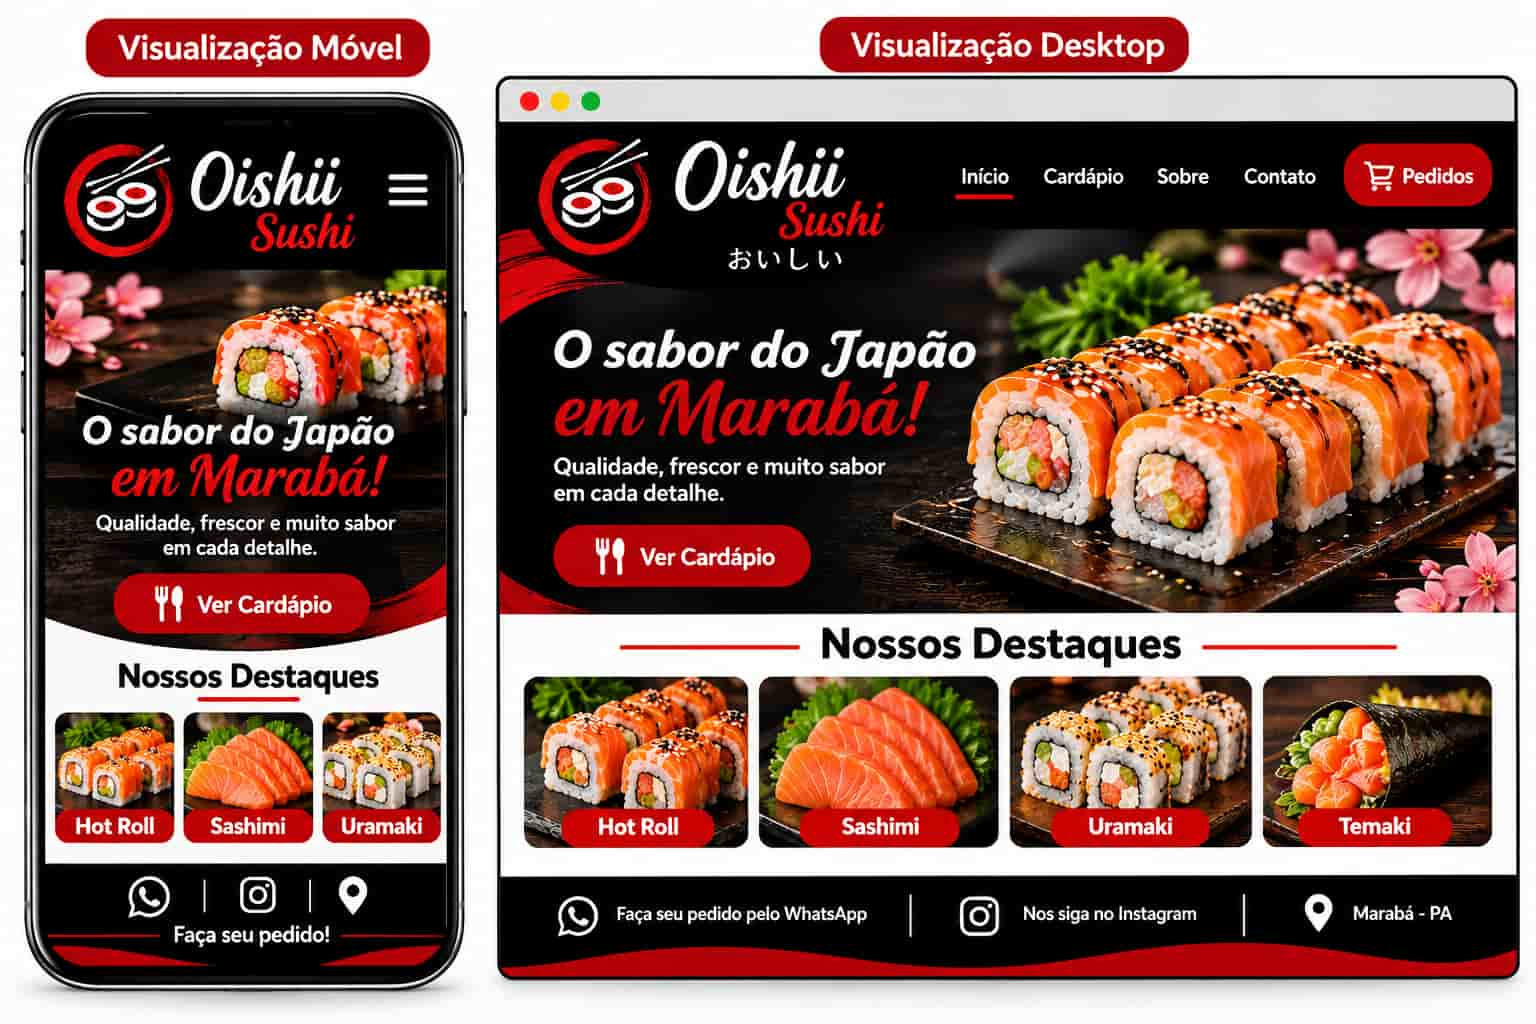 Visualização Móvel
Oishii
Sushi
O sabor do Japão
em Marabá!
Qualidade, frescor e muito sabor
em cada detalhe.
Ver Cardápio
Nossos Destaques
Hot Roll
Sashimi
Uramaki
Faça seu pedido!
Visualização Desktop
Oishii
Sushi
おいしい
Início
Cardápio
Sobre
Contato
Pedidos
O sabor do Japão
em Marabá!
Qualidade, frescor e muito sabor
em cada detalhe.
Ver Cardápio
Nossos Destaques
Hot Roll
Sashimi
Uramaki
Temaki
Faça seu pedido pelo WhatsApp
Nos siga no Instagram
Marabá - PA